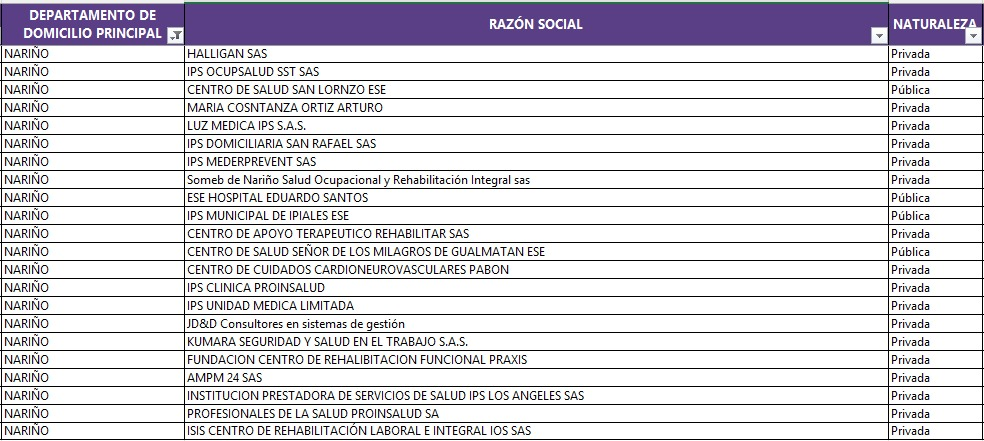 DEPARTAMENTO DE DOMICILIO PRINCIPAL RAZÓN SOCIAL NATURALEZA
NARIÑO HALLIGAN SAS Privada
NARIÑO IPS OCUPSALUD SST SAS Privada
NARIÑO CENTRO DE SALUD SAN LORNZO ESE Pública
NARIÑO MARIA COSNTANZA ORTIZ ARTURO Privada
NARIÑO LUZ MEDICA IPS S.A.S. Privada
NARIÑO IPS DOMICILIARIA SAN RAFAEL SAS Privada
NARIÑO IPS MEDERPREVENT SAS Privada
NARIÑO Someb de Nariño Salud Ocupacional y Rehabilitación Integral sas Privada
NARIÑO ESE HOSPITAL EDUARDO SANTOS Pública
NARIÑO IPS MUNICIPAL DE IPIALES ESE Pública
NARIÑO CENTRO DE APOYO TERAPEUTICO REHABILITAR SAS Privada
NARIÑO CENTRO DE SALUD SEÑOR DE LOS MILAGROS DE GUALMATAN ESE Pública
NARIÑO CENTRO DE CUIDADOS CARDIONEUROVASCULARES PABON Privada
NARIÑO IPS CLINICA PROINSALUD Privada
NARIÑO IPS UNIDAD MEDICA LIMITADA Privada
NARIÑO JD&D Consultores en sistemas de gestión Privada
NARIÑO KUMARA SEGURIDAD Y SALUD EN EL TRABAJO S.A.S. Privada
NARIÑO FUNDACION CENTRO DE REHALIBITACION FUNCIONAL PRAXIS Privada
NARIÑO AMPM 24 SAS Privada
NARIÑO INSTITUCION PRESTADORA DE SERVICIOS DE SALUD IPS LOS ANGELES SAS Privada
NARIÑO PROFESIONALES DE LA SALUD PROINSALUD SA Privada
NARIÑO ISIS CENTRO DE REHABILITACIÓN LABORAL E INTEGRAL IOS SAS Privada